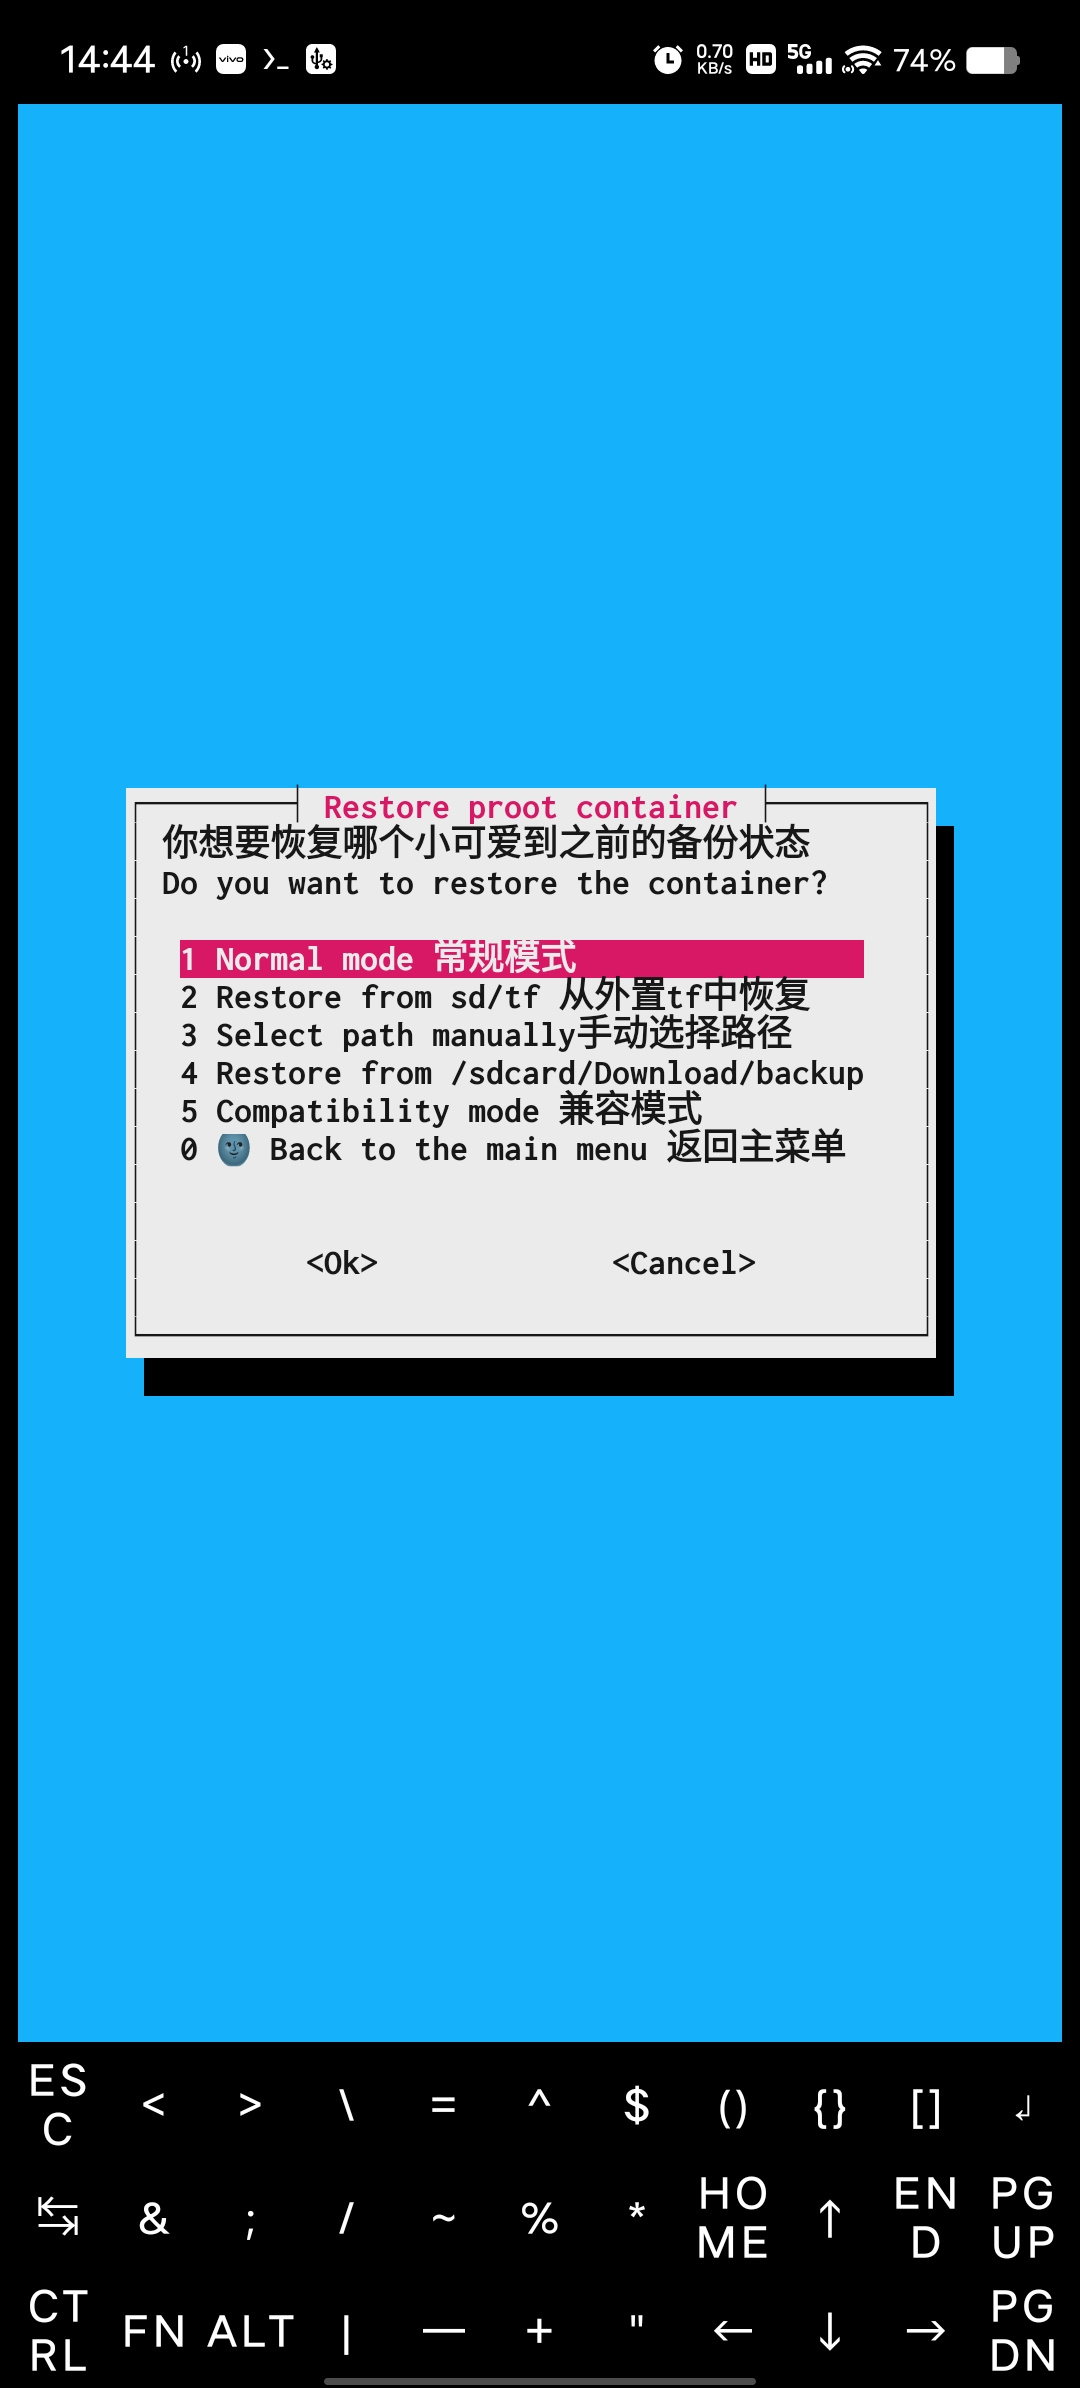 14:44
vivo
0.70 KB/s
HD
5G
74%
Restore proot container
你想要恢复哪个小可爱到之前的备份状态
Do you want to restore the container?
1 Normal mode 常规模式
2 Restore from sd/tf 从外置tf中恢复
3 Select path manually手动选择路径
4 Restore from /sdcard/Download/backup
5 Compatibility mode 兼容模式
0 🌚 Back to the main menu 返回主菜单
<Ok> <Cancel>
ESC < > \ = ^ $ () {} [] ↲
↹ & ; / ~ % * HOME ↑ END PGUP
CTRL FN ALT | — + " ← ↓ → PGDN